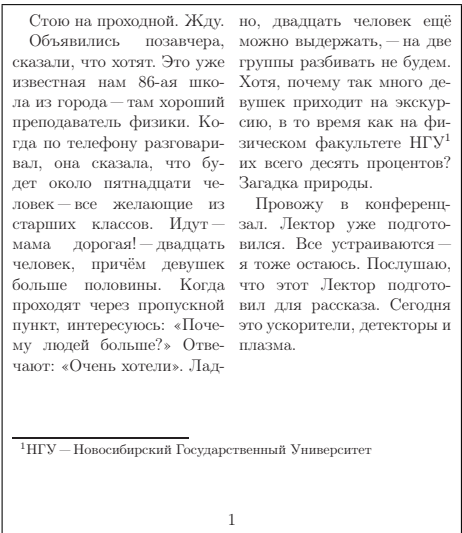 Стою на проходной. Жду.
Объявились позавчера,
сказали, что хотят. Это уже
известная нам 86-ая шко-
ла из города — там хороший
преподаватель физики. Ко-
гда по телефону разговари-
вал, она сказала, что бу-
дет около пятнадцати че-
ловек — все желающие из
старших классов. Идут —
мама дорогая! — двадцать
человек, причём девушек
больше половины. Когда
проходят через пропускной
пункт, интересуюсь: «Поче-
му людей больше?» Отве-
чают: «Очень хотели». Лад-
но, двадцать человек ещё
можно выдержать, — на две
группы разбивать не будем.
Хотя, почему так много де-
вушек приходит на экскур-
сию, в то время как на фи-
зическом факультете НГУ¹
их всего десять процентов?
Загадка природы.
Провожу в конференц-
зал. Лектор уже подгото-
вился. Все устраиваются —
я тоже остаюсь. Послушаю,
что этот Лектор подгото-
вил для рассказа. Сегодня
это ускорители, детекторы и
плазма.
¹НГУ — Новосибирский Государственный Университет
1